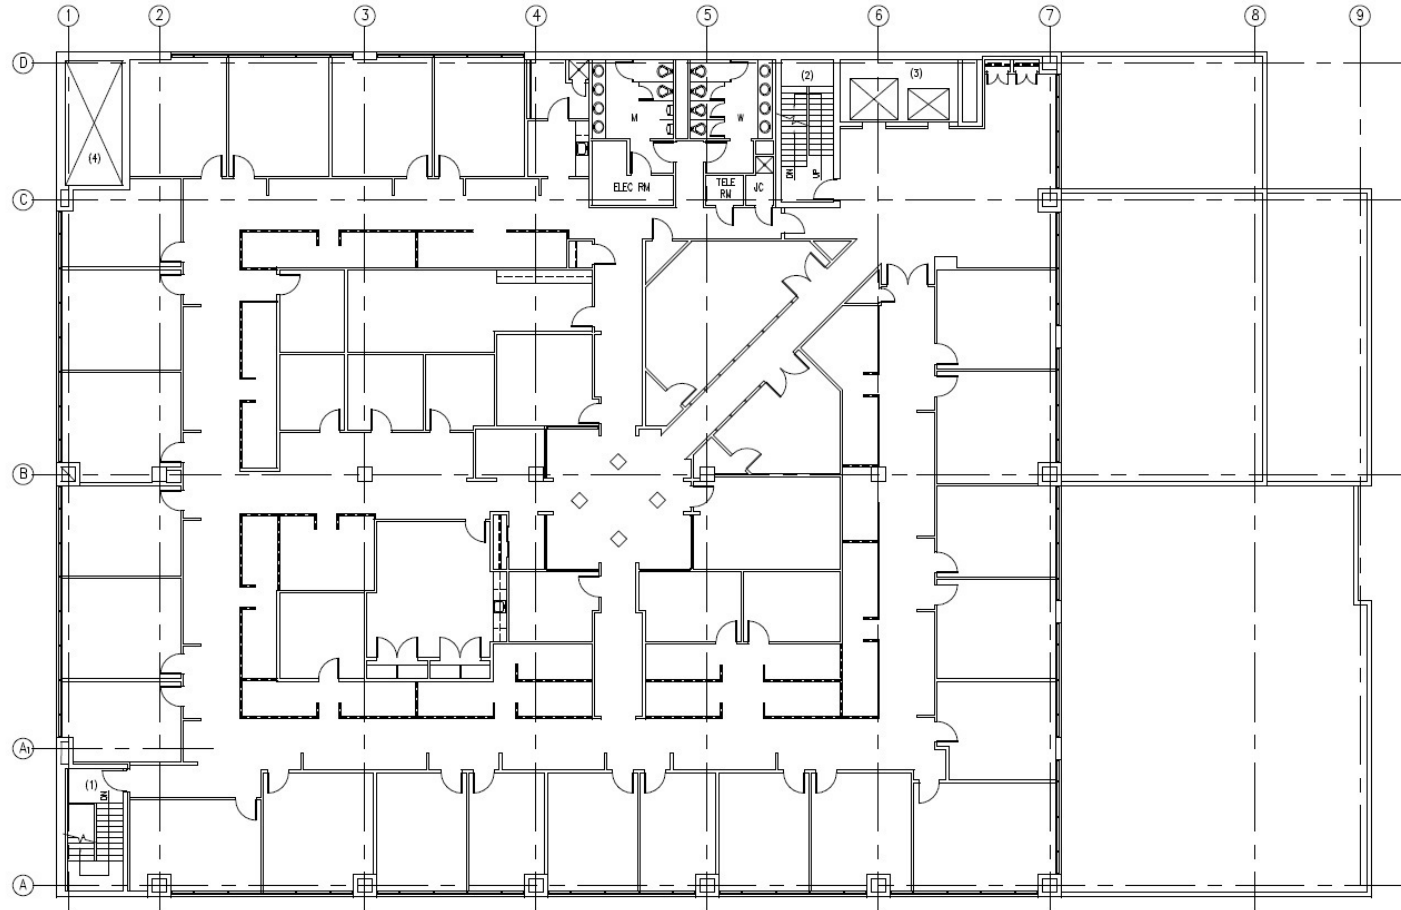 1 2 3 4 5 6 7 8 9
D
(2)
(3)
M
W
(4)
DN
UP
ELEC RM
TELE
RM
JC
C
B
A1
(1)
DN
A